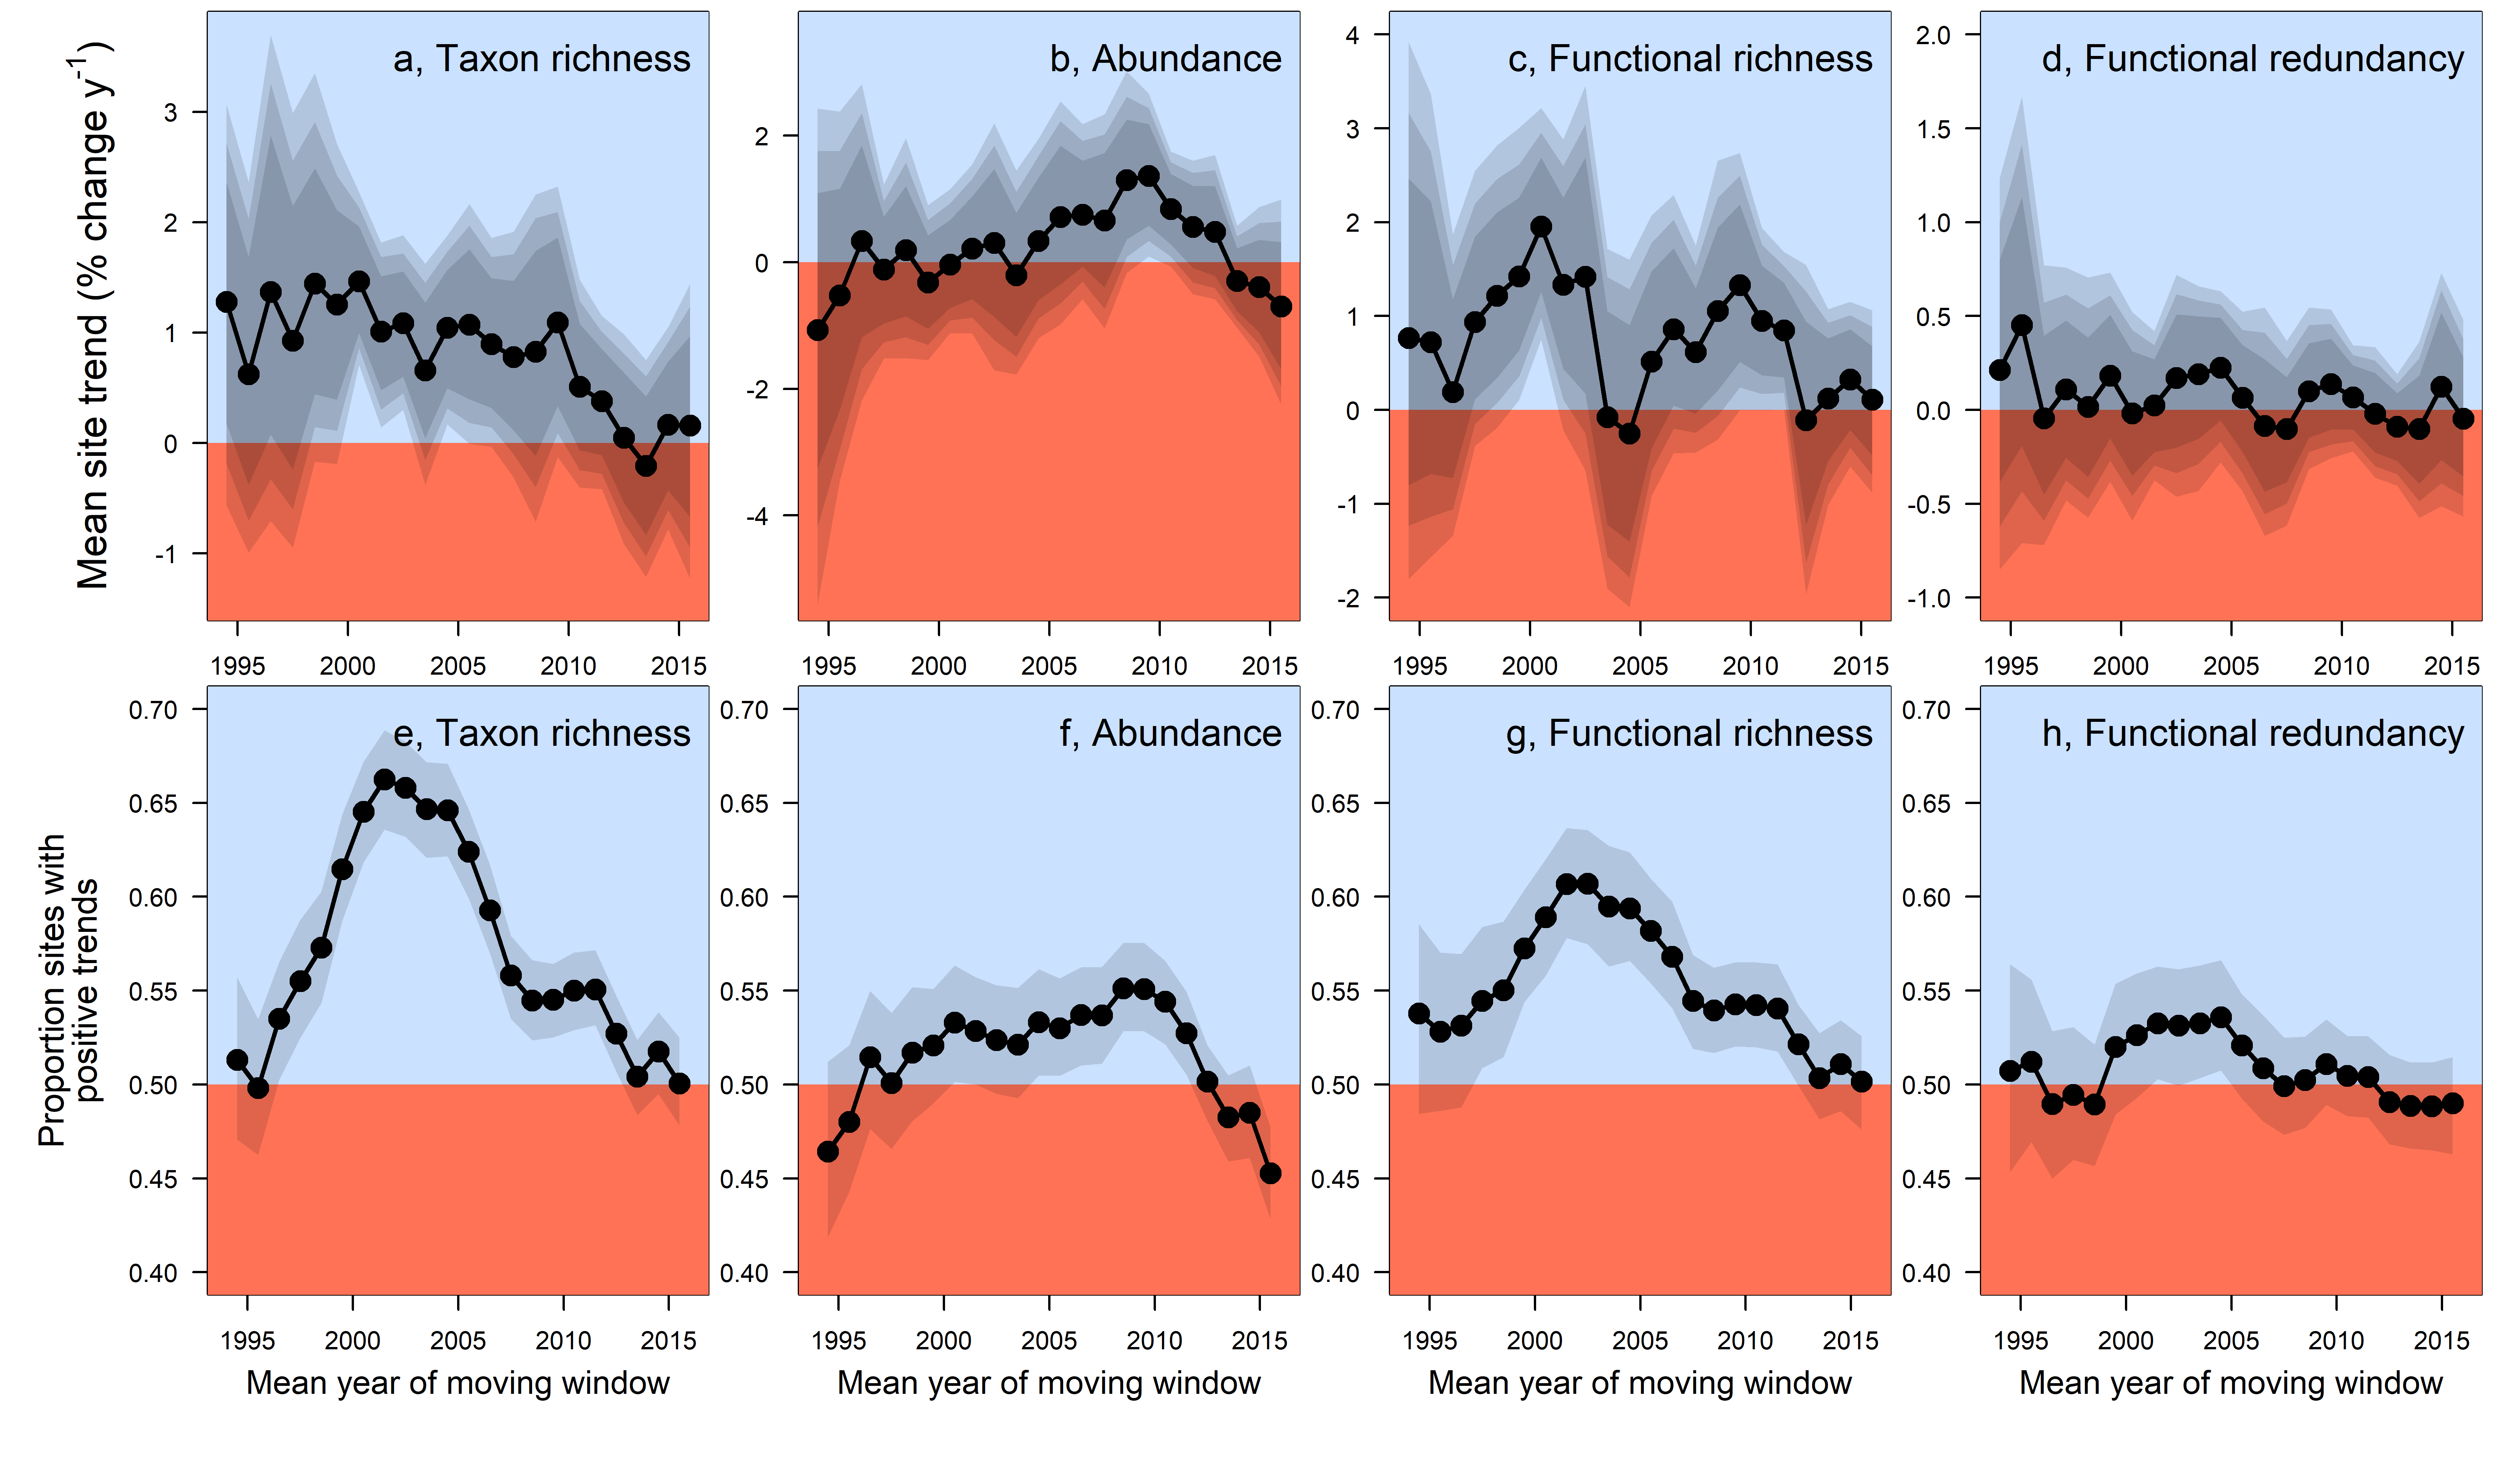 Mean site trend (% change y-1)
a, Taxon richness
3
2
1
0
-1
1995 2000 2005 2010 2015
b, Abundance
2
0
-2
-4
1995 2000 2005 2010 2015
c, Functional richness
4
3
2
1
0
-1
-2
1995 2000 2005 2010 2015
d, Functional redundancy
2.0
1.5
1.0
0.5
0.0
-0.5
-1.0
1995 2000 2005 2010 2015
Proportion sites with
positive trends
e, Taxon richness
0.70
0.65
0.60
0.55
0.50
0.45
0.40
1995 2000 2005 2010 2015
Mean year of moving window
f, Abundance
0.70
0.65
0.60
0.55
0.50
0.45
0.40
1995 2000 2005 2010 2015
Mean year of moving window
g, Functional richness
0.70
0.65
0.60
0.55
0.50
0.45
0.40
1995 2000 2005 2010 2015
Mean year of moving window
h, Functional redundancy
0.70
0.65
0.60
0.55
0.50
0.45
0.40
1995 2000 2005 2010 2015
Mean year of moving window